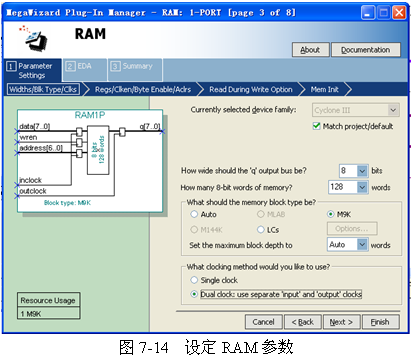 MegaWizard Plug-In Manager - RAM: 1-PORT [page 3 of 8]
RAM
About
Documentation
1 Parameter Settings
2 EDA
3 Summary
Widths/Blk Type/Clks
Regs/Clken/Byte Enable/Aclrs
Read During Write Option
Mem Init
RAM1P
data[7..0]
wren
address[6..0]
q[7..0]
8 bits
128 Words
inclock
outclock
Block type: M9K
Currently selected device family:
Cyclone III
Match project/default
How wide should the 'q' output bus be?
8
bits
How many 8-bit words of memory?
128
words
What should the memory block type be?
Auto
MLAB
M9K
M144K
LCs
Options...
Set the maximum block depth to
Auto
words
What clocking method would you like to use?
Single clock
Dual clock: use separate 'input' and 'output' clocks
Resource Usage
1 M9K
Cancel
< Back
Next >
Finish
图 7-14 设定 RAM 参数